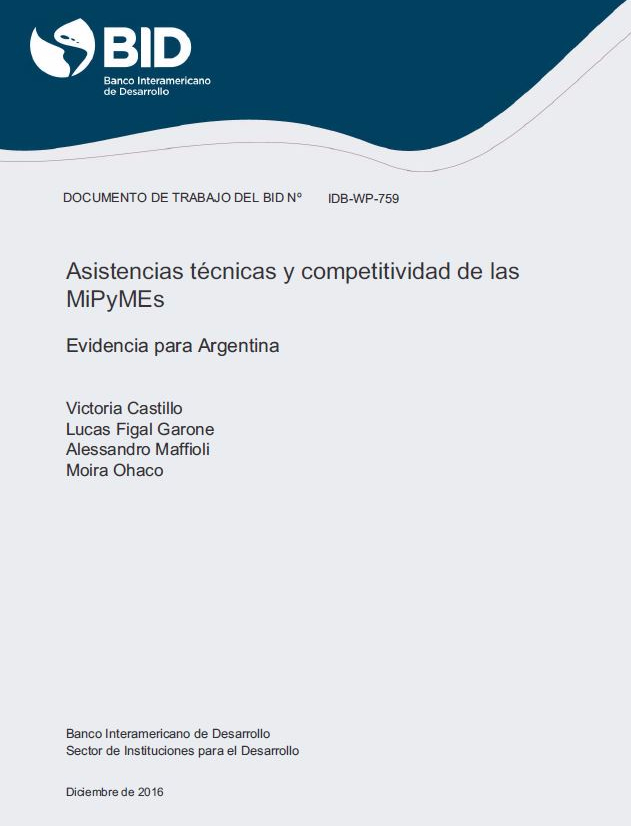 BID
Banco Interamericano
de Desarrollo
DOCUMENTO DE TRABAJO DEL BID Nº IDB-WP-759
Asistencias técnicas y competitividad de las
MiPyMEs
Evidencia para Argentina
Victoria Castillo
Lucas Figal Garone
Alessandro Maffioli
Moira Ohaco
Banco Interamericano de Desarrollo
Sector de Instituciones para el Desarrollo
Diciembre de 2016